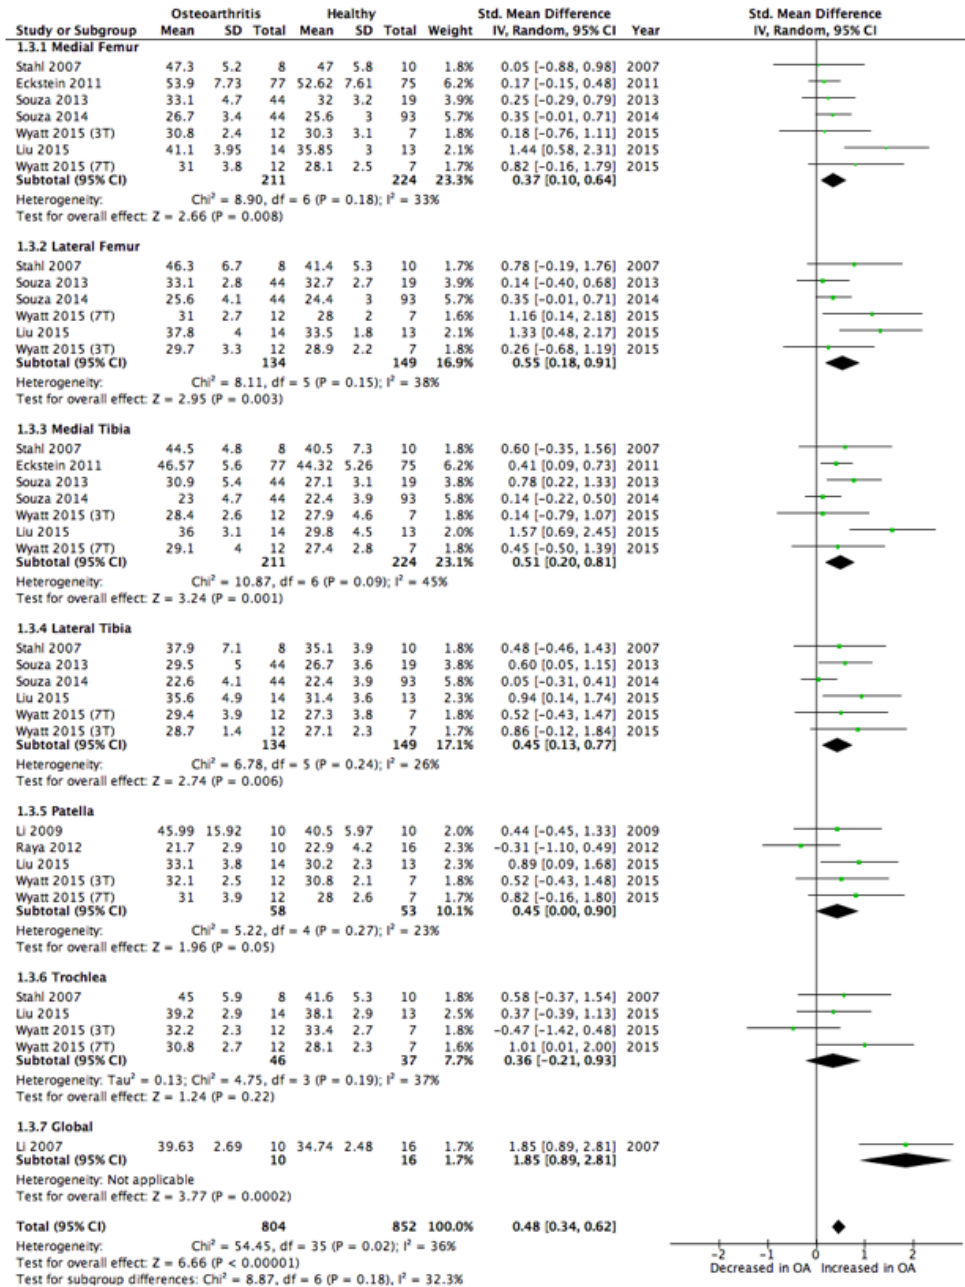 Osteoarthritis Healthy Std. Mean Difference Std. Mean Difference
Study or Subgroup Mean SD Total Mean SD Total Weight IV, Random, 95% CI Year IV, Random, 95% CI
1.3.1 Medial Femur
Stahl 2007 47.3 5.2 8 47 5.8 10 1.8% 0.05 [-0.88, 0.98] 2007
Eckstein 2011 53.9 7.73 77 52.62 7.61 75 6.2% 0.17 [-0.15, 0.48] 2011
Souza 2013 33.1 4.7 44 32 3.2 19 3.9% 0.25 [-0.29, 0.79] 2013
Souza 2014 26.7 3.4 44 25.6 3 93 5.6% 0.35 [-0.01, 0.71] 2014
Wyatt 2015 (3T) 30.8 2.4 12 30.3 3.1 7 1.8% 0.18 [-0.76, 1.11] 2015
Liu 2015 41.1 3.95 14 35.85 3 13 2.1% 1.44 [0.58, 2.31] 2015
Wyatt 2015 (7T) 31 3.8 12 28.1 2.5 7 1.7% 0.82 [-0.16, 1.79] 2015
Subtotal (95% CI) 211 224 23.3% 0.37 [0.10, 0.64]
Heterogeneity: Chi² = 8.90, df = 6 (P = 0.18); I² = 33%
Test for overall effect: Z = 2.66 (P = 0.008)
1.3.2 Lateral Femur
Stahl 2007 46.3 6.7 8 41.4 5.3 10 1.7% 0.78 [-0.19, 1.76] 2007
Souza 2013 33.1 2.8 44 32.7 2.7 19 3.9% 0.14 [-0.40, 0.68] 2013
Souza 2014 25.6 4.1 44 24.4 3 93 5.7% 0.35 [-0.01, 0.71] 2014
Wyatt 2015 (7T) 31 2.7 12 28 2 7 1.6% 1.16 [0.14, 2.18] 2015
Liu 2015 37.8 4 14 33.5 1.8 13 2.1% 1.33 [0.48, 2.17] 2015
Wyatt 2015 (3T) 29.7 3.3 12 28.9 2.2 7 1.8% 0.26 [-0.68, 1.19] 2015
Subtotal (95% CI) 134 149 16.9% 0.55 [0.18, 0.91]
Heterogeneity: Chi² = 8.11, df = 5 (P = 0.15); I² = 38%
Test for overall effect: Z = 2.95 (P = 0.003)
1.3.3 Medial Tibia
Stahl 2007 44.5 4.8 8 40.5 7.3 10 1.8% 0.60 [-0.35, 1.56] 2007
Eckstein 2011 46.57 5.6 77 44.32 5.26 75 6.2% 0.41 [0.09, 0.73] 2011
Souza 2013 30.9 5.4 44 27.1 3.1 19 3.8% 0.78 [0.22, 1.33] 2013
Souza 2014 23 4.7 44 22.4 3.9 93 5.7% 0.14 [-0.22, 0.50] 2014
Wyatt 2015 (3T) 28.4 2.6 12 27.9 4.6 7 1.8% 0.14 [-0.79, 1.07] 2015
Liu 2015 36 3.1 14 29.8 4.5 13 2.0% 1.57 [0.69, 2.45] 2015
Wyatt 2015 (7T) 29.1 4 12 27.4 2.8 7 1.8% 0.45 [-0.50, 1.39] 2015
Subtotal (95% CI) 211 224 23.1% 0.51 [0.20, 0.81]
Heterogeneity: Chi² = 10.87, df = 6 (P = 0.09); I² = 45%
Test for overall effect: Z = 3.24 (P = 0.001)
1.3.4 Lateral Tibia
Stahl 2007 37.9 7.1 8 35.1 3.9 10 1.8% 0.48 [-0.46, 1.43] 2007
Souza 2013 29.5 5 44 26.7 3.6 19 3.8% 0.60 [0.05, 1.15] 2013
Souza 2014 22.6 4.1 44 22.4 3.9 93 5.7% 0.05 [-0.31, 0.41] 2014
Liu 2015 35.6 4.9 14 31.4 3.6 13 2.3% 0.94 [0.14, 1.74] 2015
Wyatt 2015 (7T) 29.4 3.9 12 27.3 3.8 7 1.8% 0.52 [-0.43, 1.47] 2015
Wyatt 2015 (3T) 28.7 1.4 12 27.1 2.3 7 1.7% 0.86 [-0.12, 1.84] 2015
Subtotal (95% CI) 134 149 17.1% 0.45 [0.13, 0.77]
Heterogeneity: Chi² = 6.78, df = 5 (P = 0.24); I² = 26%
Test for overall effect: Z = 2.74 (P = 0.006)
1.3.5 Patella
Li 2009 45.99 15.92 10 40.5 5.97 10 2.0% 0.44 [-0.45, 1.33] 2009
Raya 2012 21.7 2.9 10 22.9 4.2 16 2.3% -0.31 [-1.10, 0.49] 2012
Liu 2015 33.1 3.8 14 30.2 2.3 13 2.3% 0.89 [0.09, 1.68] 2015
Wyatt 2015 (3T) 32.1 2.5 12 30.8 2.1 7 1.8% 0.52 [-0.43, 1.48] 2015
Wyatt 2015 (7T) 31 3.9 12 28 2.6 7 1.7% 0.82 [-0.16, 1.80] 2015
Subtotal (95% CI) 58 53 10.1% 0.45 [0.00, 0.90]
Heterogeneity: Chi² = 5.22, df = 4 (P = 0.27); I² = 23%
Test for overall effect: Z = 1.96 (P = 0.05)
1.3.6 Trochlea
Stahl 2007 45 5.9 8 41.6 5.3 10 1.8% 0.58 [-0.37, 1.54] 2007
Liu 2015 39.2 2.9 14 38.1 2.9 13 2.5% 0.37 [-0.39, 1.13] 2015
Wyatt 2015 (3T) 32.2 2.3 12 33.4 2.7 7 1.8% -0.47 [-1.42, 0.48] 2015
Wyatt 2015 (7T) 30.8 2.7 12 28.1 2.3 7 1.7% 1.01 [0.01, 2.00] 2015
Subtotal (95% CI) 46 37 7.7% 0.36 [-0.21, 0.93]
Heterogeneity: Tau² = 0.13; Chi² = 4.75, df = 3 (P = 0.19); I² = 37%
Test for overall effect: Z = 1.24 (P = 0.22)
1.3.7 Global
Li 2007 39.63 2.69 10 34.74 2.48 16 1.7% 1.85 [0.89, 2.81] 2007
Subtotal (95% CI) 10 16 1.7% 1.85 [0.89, 2.81]
Heterogeneity: Not applicable
Test for overall effect: Z = 3.77 (P = 0.0002)
Total (95% CI) 804 852 100.0% 0.48 [0.34, 0.62]
Heterogeneity: Chi² = 54.45, df = 35 (P = 0.02); I² = 36%
Test for overall effect: Z = 6.66 (P < 0.00001)
Test for subgroup differences: Chi² = 8.87, df = 6 (P = 0.18), I² = 32.3%
-2 -1 0 1 2
Decreased in OA Increased in OA